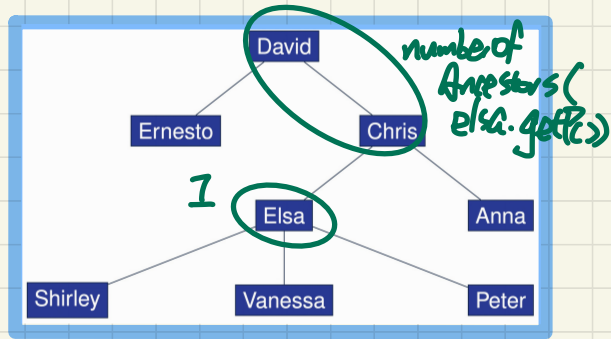 David
number of
Ancestors(
elsa.getP())
Ernesto
Chris
1
Elsa
Anna
Shirley
Vanessa
Peter